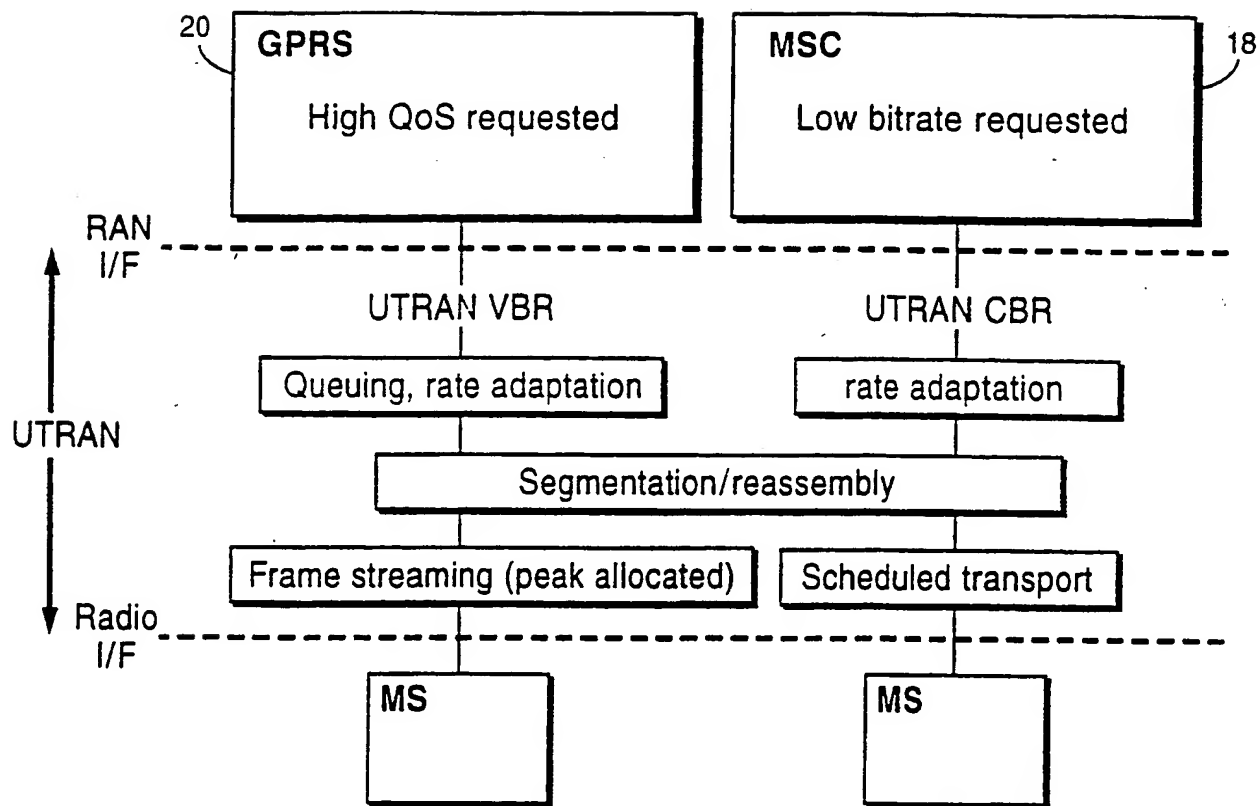 20
GPRS
High QoS requested
MSC
Low bitrate requested
18
RAN
I/F
UTRAN VBR
UTRAN CBR
Queuing, rate adaptation
rate adaptation
UTRAN
Segmentation/reassembly
Frame streaming (peak allocated)
Scheduled transport
Radio
I/F
MS
MS